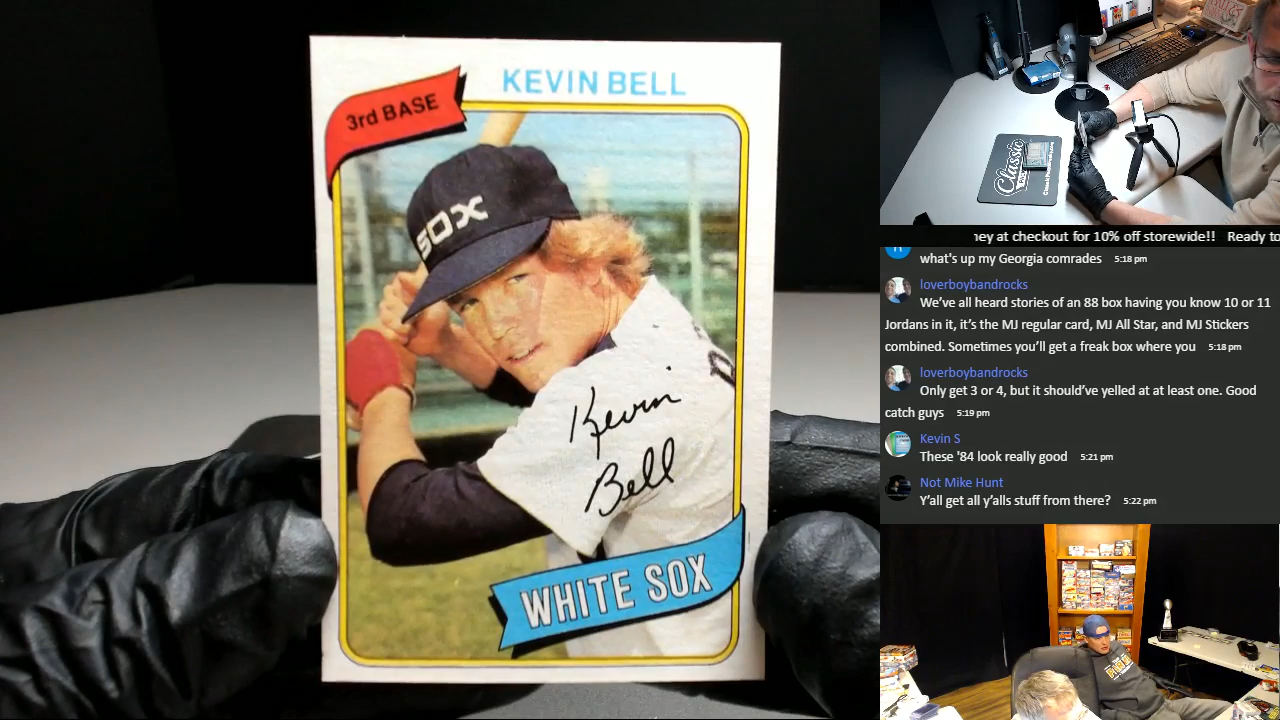 KEVIN BELL
3rd BASE
SOX
Kevin
Bell
WHITE SOX
Classic
ney at checkout for 10% off storewide!! Ready to
what's up my Georgia comrades 5:18 pm
loverboybandrocks
We've all heard stories of an 88 box having you know 10 or 11
Jordans in it, it's the MJ regular card, MJ All Star, and MJ Stickers
combined. Sometimes you'll get a freak box where you 5:18 pm
loverboybandrocks
Only get 3 or 4, but it should've yelled at at least one. Good
catch guys 5:19 pm
Kevin S
These '84 look really good 5:21 pm
Not Mike Hunt
Y'all get all y'alls stuff from there? 5:22 pm